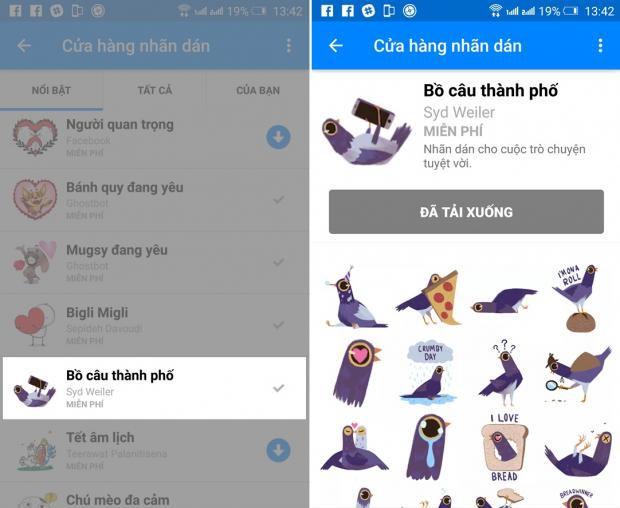 19% 13:42
Cửa hàng nhãn dán
NỔI BẬT TẤT CẢ CỦA BẠN
Người quan trọng
Facebook
MIỄN PHÍ
Bánh quy đang yêu
Ghostbot
MIỄN PHÍ
Mugsy đang yêu
Ghostbot
MIỄN PHÍ
Bigli Migli
Sepideh Davoudi
MIỄN PHÍ
Bồ câu thành phố
Syd Weiler
MIỄN PHÍ
Tết âm lịch
Teerawat Palanitisena
MIỄN PHÍ
Chú mèo đa cảm
19% 13:42
Cửa hàng nhãn dán
Bồ câu thành phố
Syd Weiler
MIỄN PHÍ
Nhãn dán cho cuộc trò chuyện
tuyệt vời.
ĐÃ TẢI XUỐNG
I'M ON A
ROLL
CRUMBY
DAY
???
I LOVE
BREAD
BREADWINNER